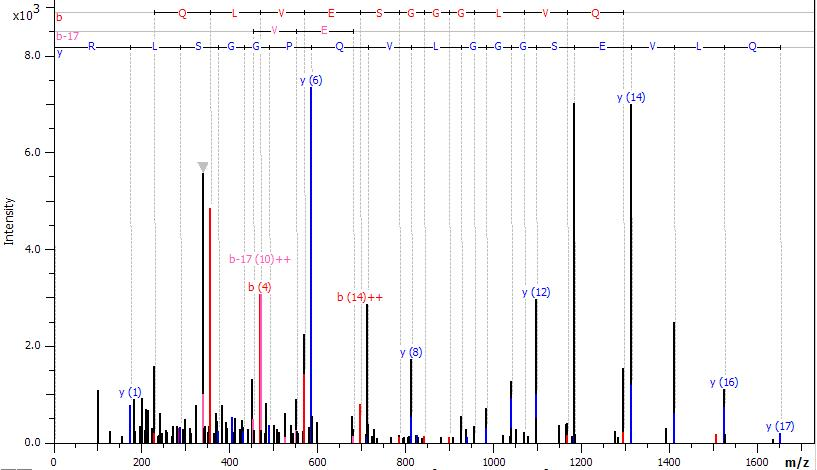 x10³
b Q L V E S G G G L V Q
b-17 V E
y R L S G G P Q V L G G G S E V L Q
8.0
y (6)
y (14)
6.0
Intensity
b-17 (10)++
4.0
b (4)
b (14)++
y (12)
2.0
y (8)
y (1)
y (16)
y (17)
0.0
0 200 400 600 800 1000 1200 1400 1600 m/z